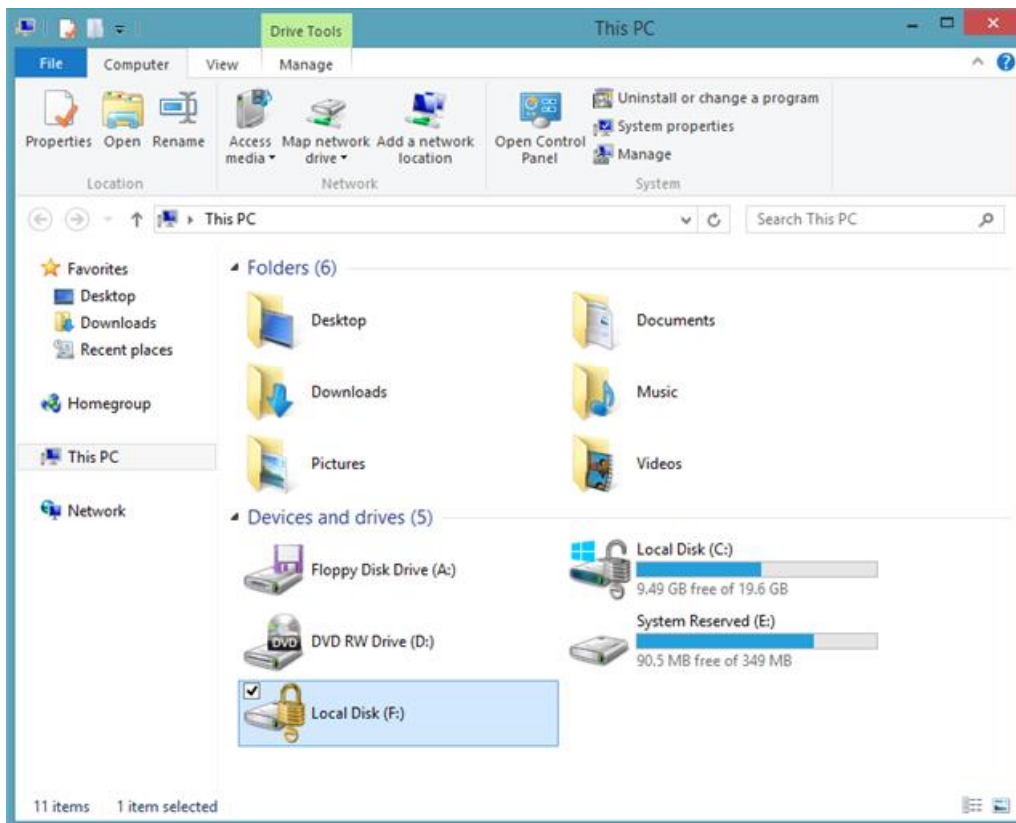 Drive Tools
This PC
File
Computer
View
Manage
Properties
Open
Rename
Access media
Map network drive
Add a network location
Open Control Panel
Uninstall or change a program
System properties
Manage
Location
Network
System
This PC
Search This PC
Favorites
Desktop
Downloads
Recent places
Homegroup
This PC
Network
Folders (6)
Desktop
Documents
Downloads
Music
Pictures
Videos
Devices and drives (5)
Floppy Disk Drive (A:)
Local Disk (C:)
9.49 GB free of 19.6 GB
DVD
DVD RW Drive (D:)
System Reserved (E:)
90.5 MB free of 349 MB
Local Disk (F:)
11 items
1 item selected